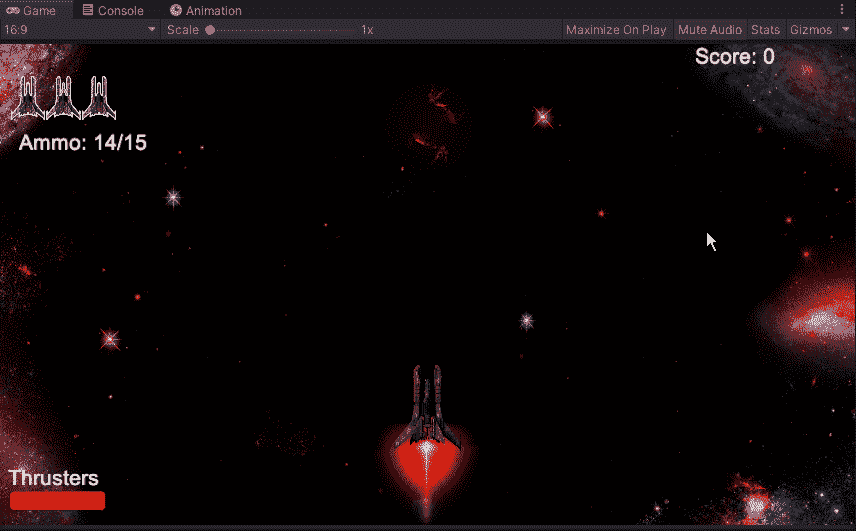 Game Console Animation
16:9 Scale 1x Maximize On Play Mute Audio Stats Gizmos
Score: 0
Ammo: 14/15
Thrusters